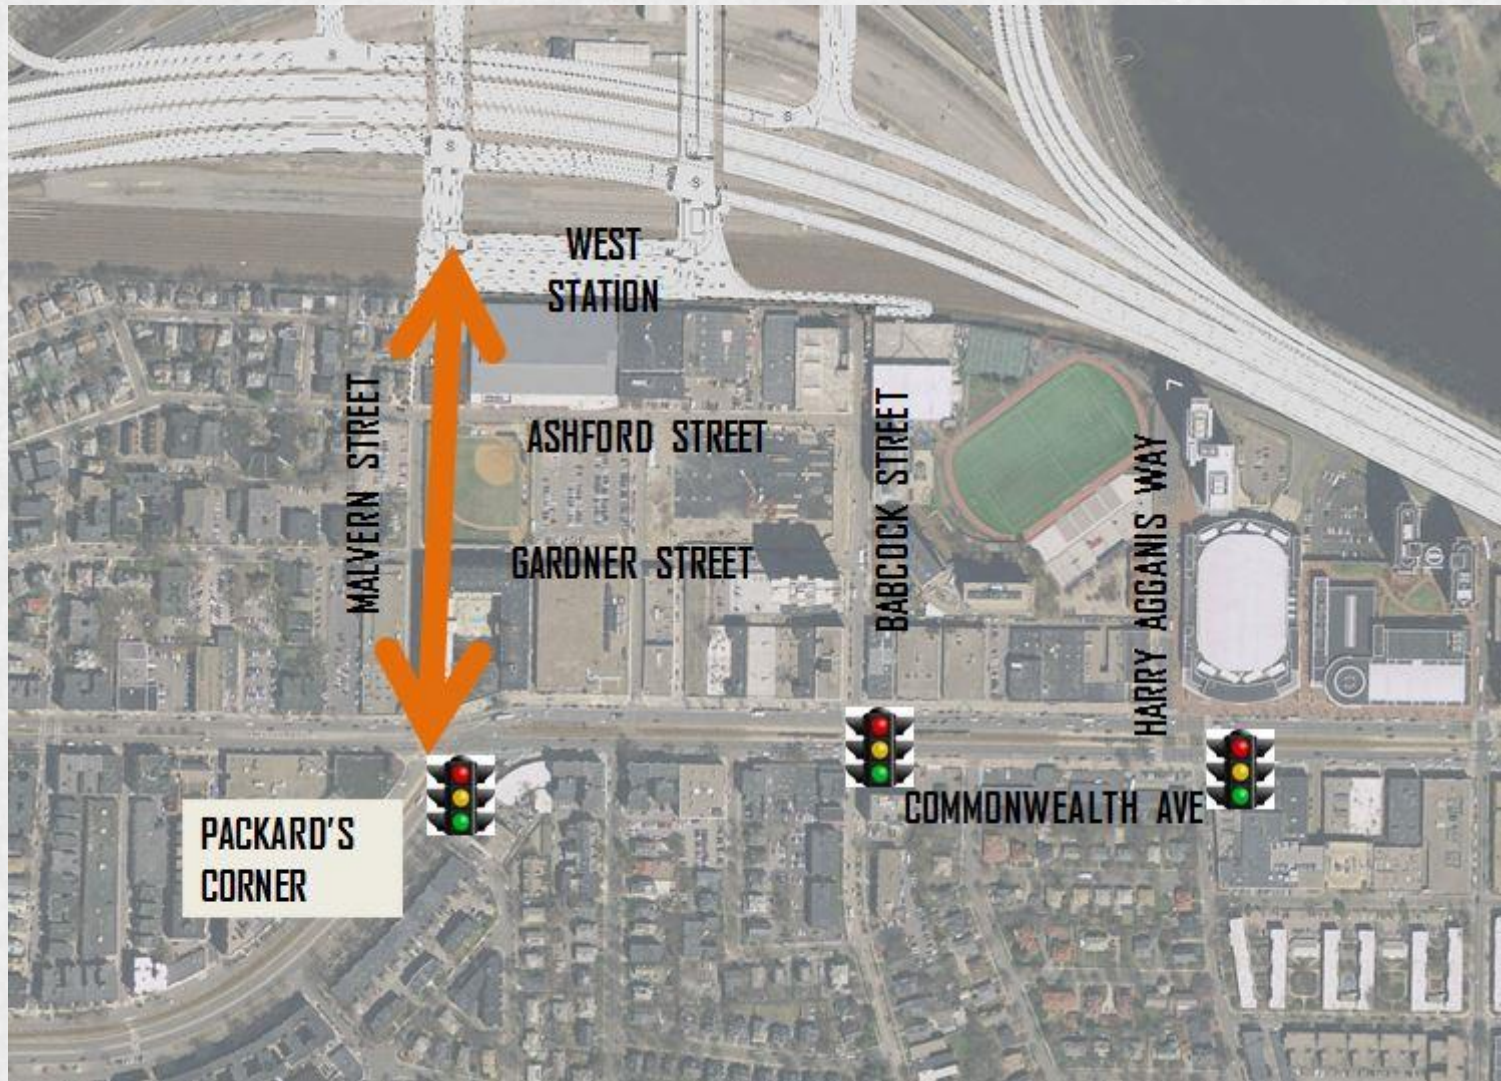 S
S
S
S
WEST
STATION
MALVERN STREET
ASHFORD STREET
BABCOCK STREET
HARRY AGGANIS WAY
GARDNER STREET
COMMONWEALTH AVE
PACKARD'S
CORNER